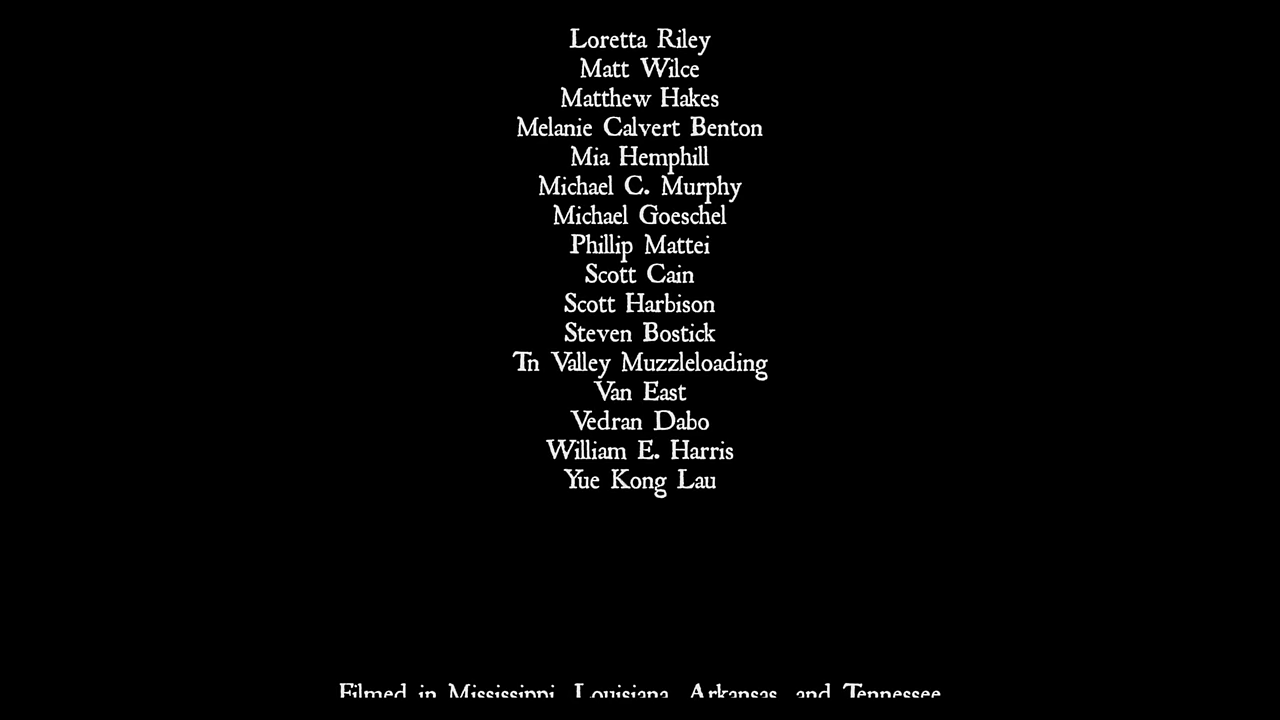 Loretta Riley
Matt Wilce
Matthew Hakes
Melanie Calvert Benton
Mia Hemphill
Michael C. Murphy
Michael Goeschel
Phillip Mattei
Scott Cain
Scott Harbison
Steven Bostick
Tn Valley Muzzleloading
Van East
Vedran Dabo
William E. Harris
Yue Kong Lau
Filmed in Mississippi, Louisiana, Arkansas, and Tennessee